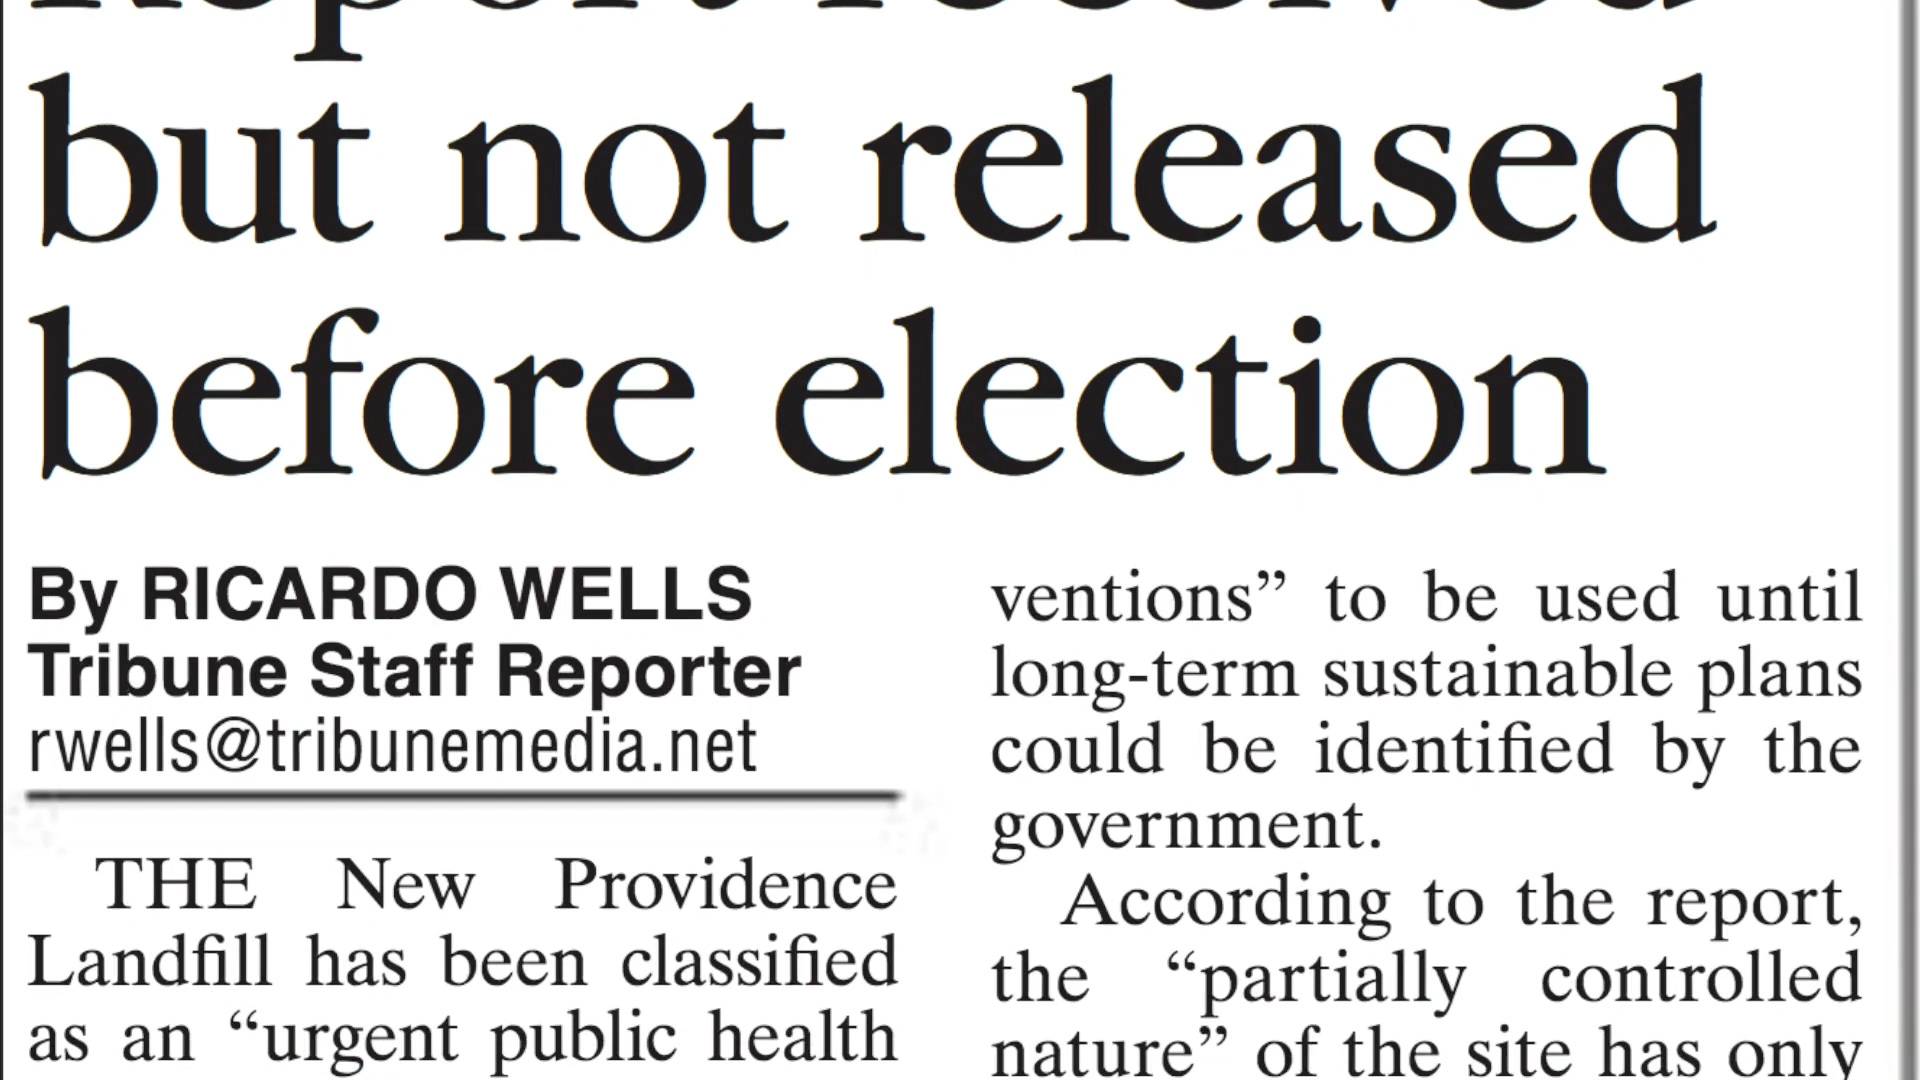 Report received
but not released
before election
By RICARDO WELLS
Tribune Staff Reporter
rwells@tribunemedia.net
THE New Providence
Landfill has been classified
as an “urgent public health
ventions” to be used until
long-term sustainable plans
could be identified by the
government.
According to the report,
the “partially controlled
nature” of the site has only